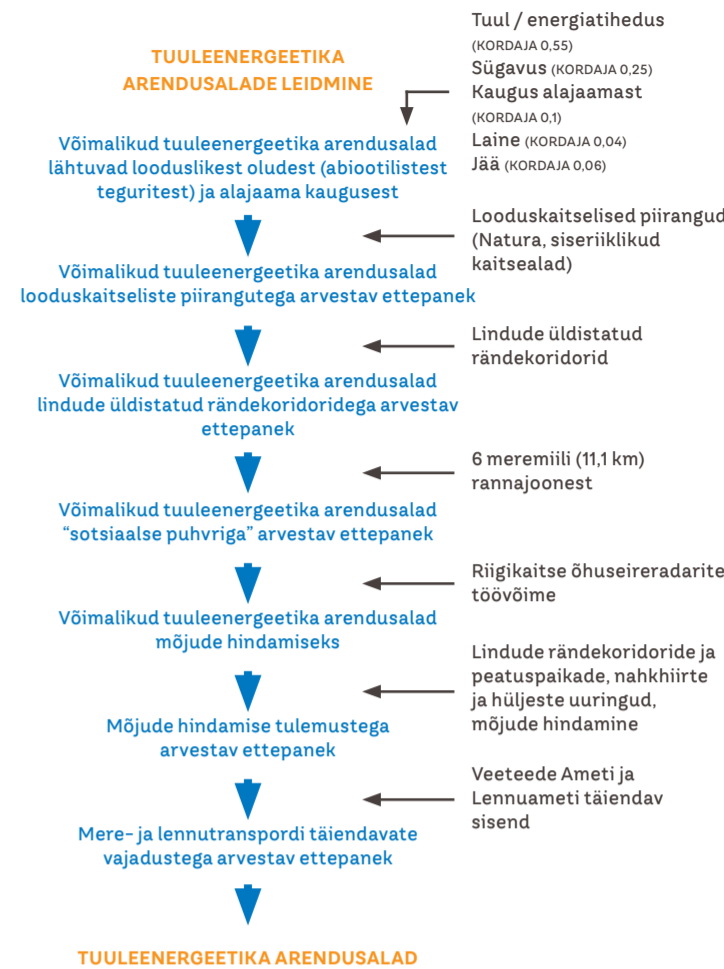 TUULEENERGEETIKA
ARENDUSALADE LEIDMINE
Tuul / energiatihedus
(KORDAJA 0,55)
Sügavus (KORDAJA 0,25)
Kaugus alajaamast
(KORDAJA 0,1)
Laine (KORDAJA 0,04)
Jää (KORDAJA 0,06)
Võimalikud tuuleenergeetika arendusalad
lähtuvad looduslikest oludest (abiootilistest
teguritest) ja alajaama kaugusest
Looduskaitselised piirangud
(Natura, siseriiklikud
kaitsealad)
Võimalikud tuuleenergeetika arendusalad
looduskaitseliste piirangutega arvestav ettepanek
Lindude üldistatud
rändekoridorid
Võimalikud tuuleenergeetika arendusalad
lindude üldistatud rändekoridoridega arvestav
ettepanek
6 meremiili (11,1 km)
rannajoonest
Võimalikud tuuleenergeetika arendusalad
“sotsiaalse puhvriga” arvestav ettepanek
Riigikaitse õhuseireradarite
töövõime
Võimalikud tuuleenergeetika arendusalad
mõjude hindamiseks
Lindude rändekoridoride ja
peatuspaikade, nahkhiirte
ja hüljeste uuringud,
mõjude hindamine
Mõjude hindamise tulemustega
arvestav ettepanek
Veeteede Ameti ja
Lennuameti täiendav
sisend
Mere- ja lennutranspordi täiendavate
vajadustega arvestav ettepanek
TUULEENERGEETIKA ARENDUSALAD